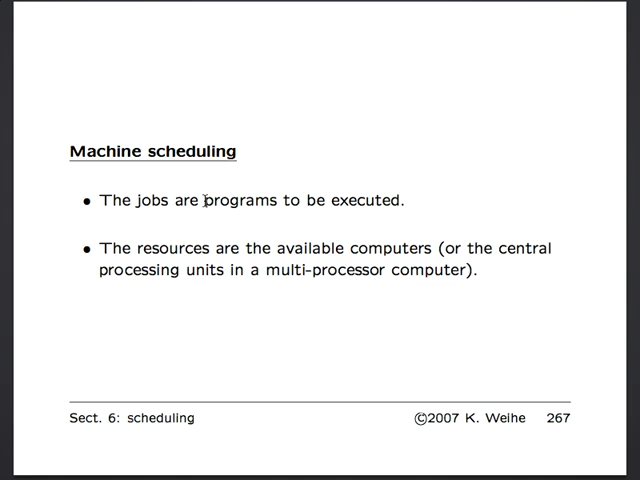 Machine scheduling
• The jobs are programs to be executed.
• The resources are the available computers (or the central
processing units in a multi-processor computer).
Sect. 6: scheduling ©2007 K. Weihe 267